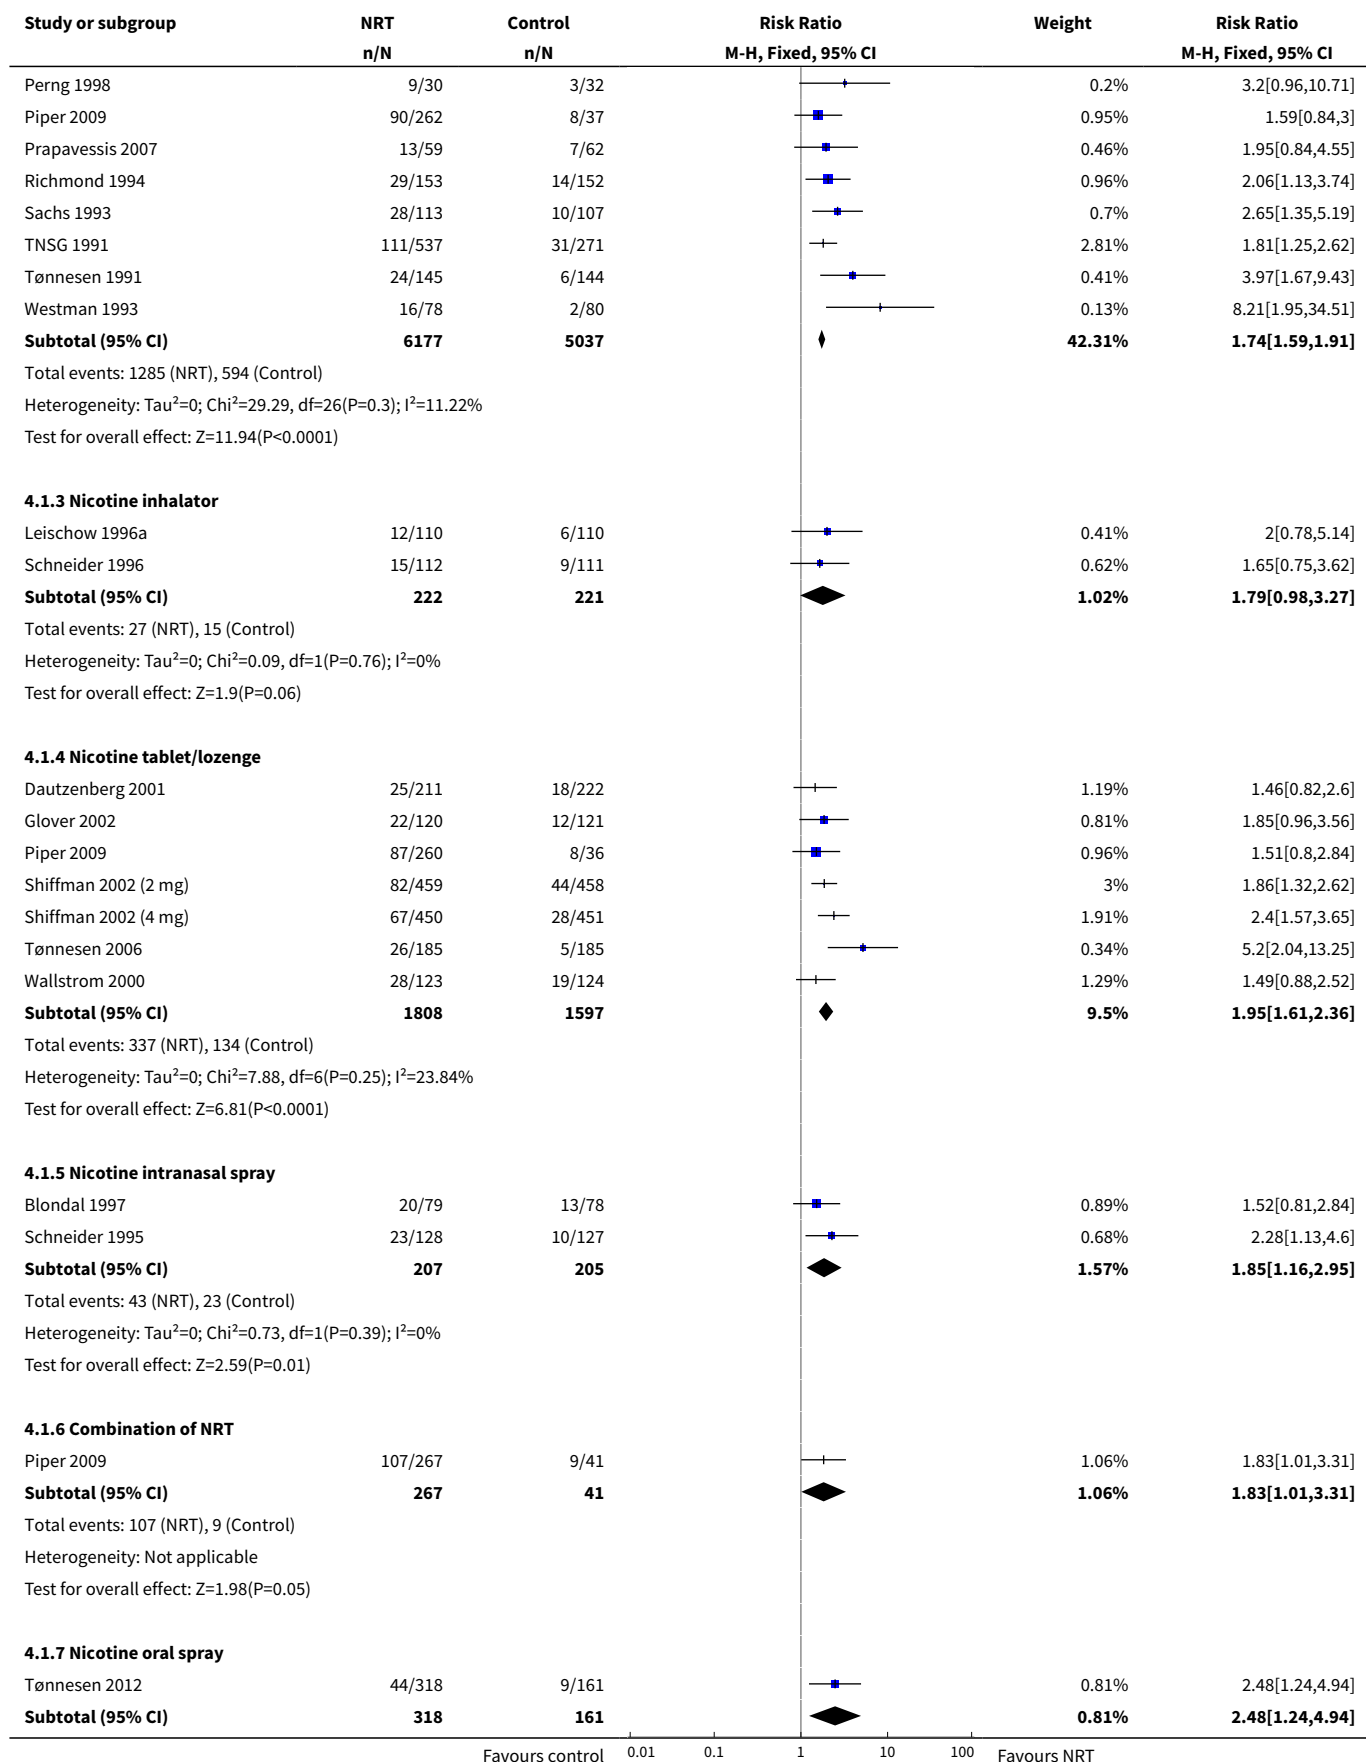 Study or subgroup NRT Control Risk Ratio Weight Risk Ratio
n/N n/N M-H, Fixed, 95% CI M-H, Fixed, 95% CI
Perng 1998 9/30 3/32 0.2% 3.2[0.96,10.71]
Piper 2009 90/262 8/37 0.95% 1.59[0.84,3]
Prapavessis 2007 13/59 7/62 0.46% 1.95[0.84,4.55]
Richmond 1994 29/153 14/152 0.96% 2.06[1.13,3.74]
Sachs 1993 28/113 10/107 0.7% 2.65[1.35,5.19]
TNSG 1991 111/537 31/271 2.81% 1.81[1.25,2.62]
Tønnesen 1991 24/145 6/144 0.41% 3.97[1.67,9.43]
Westman 1993 16/78 2/80 0.13% 8.21[1.95,34.51]
Subtotal (95% CI) 6177 5037 42.31% 1.74[1.59,1.91]
Total events: 1285 (NRT), 594 (Control)
Heterogeneity: Tau²=0; Chi²=29.29, df=26(P=0.3); I²=11.22%
Test for overall effect: Z=11.94(P<0.0001)
4.1.3 Nicotine inhalator
Leischow 1996a 12/110 6/110 0.41% 2[0.78,5.14]
Schneider 1996 15/112 9/111 0.62% 1.65[0.75,3.62]
Subtotal (95% CI) 222 221 1.02% 1.79[0.98,3.27]
Total events: 27 (NRT), 15 (Control)
Heterogeneity: Tau²=0; Chi²=0.09, df=1(P=0.76); I²=0%
Test for overall effect: Z=1.9(P=0.06)
4.1.4 Nicotine tablet/lozenge
Dautzenberg 2001 25/211 18/222 1.19% 1.46[0.82,2.6]
Glover 2002 22/120 12/121 0.81% 1.85[0.96,3.56]
Piper 2009 87/260 8/36 0.96% 1.51[0.8,2.84]
Shiffman 2002 (2 mg) 82/459 44/458 3% 1.86[1.32,2.62]
Shiffman 2002 (4 mg) 67/450 28/451 1.91% 2.4[1.57,3.65]
Tønnesen 2006 26/185 5/185 0.34% 5.2[2.04,13.25]
Wallstrom 2000 28/123 19/124 1.29% 1.49[0.88,2.52]
Subtotal (95% CI) 1808 1597 9.5% 1.95[1.61,2.36]
Total events: 337 (NRT), 134 (Control)
Heterogeneity: Tau²=0; Chi²=7.88, df=6(P=0.25); I²=23.84%
Test for overall effect: Z=6.81(P<0.0001)
4.1.5 Nicotine intranasal spray
Blondal 1997 20/79 13/78 0.89% 1.52[0.81,2.84]
Schneider 1995 23/128 10/127 0.68% 2.28[1.13,4.6]
Subtotal (95% CI) 207 205 1.57% 1.85[1.16,2.95]
Total events: 43 (NRT), 23 (Control)
Heterogeneity: Tau²=0; Chi²=0.73, df=1(P=0.39); I²=0%
Test for overall effect: Z=2.59(P=0.01)
4.1.6 Combination of NRT
Piper 2009 107/267 9/41 1.06% 1.83[1.01,3.31]
Subtotal (95% CI) 267 41 1.06% 1.83[1.01,3.31]
Total events: 107 (NRT), 9 (Control)
Heterogeneity: Not applicable
Test for overall effect: Z=1.98(P=0.05)
4.1.7 Nicotine oral spray
Tønnesen 2012 44/318 9/161 0.81% 2.48[1.24,4.94]
Subtotal (95% CI) 318 161 0.81% 2.48[1.24,4.94]
Favours control 0.01 0.1 1 10 100 Favours NRT